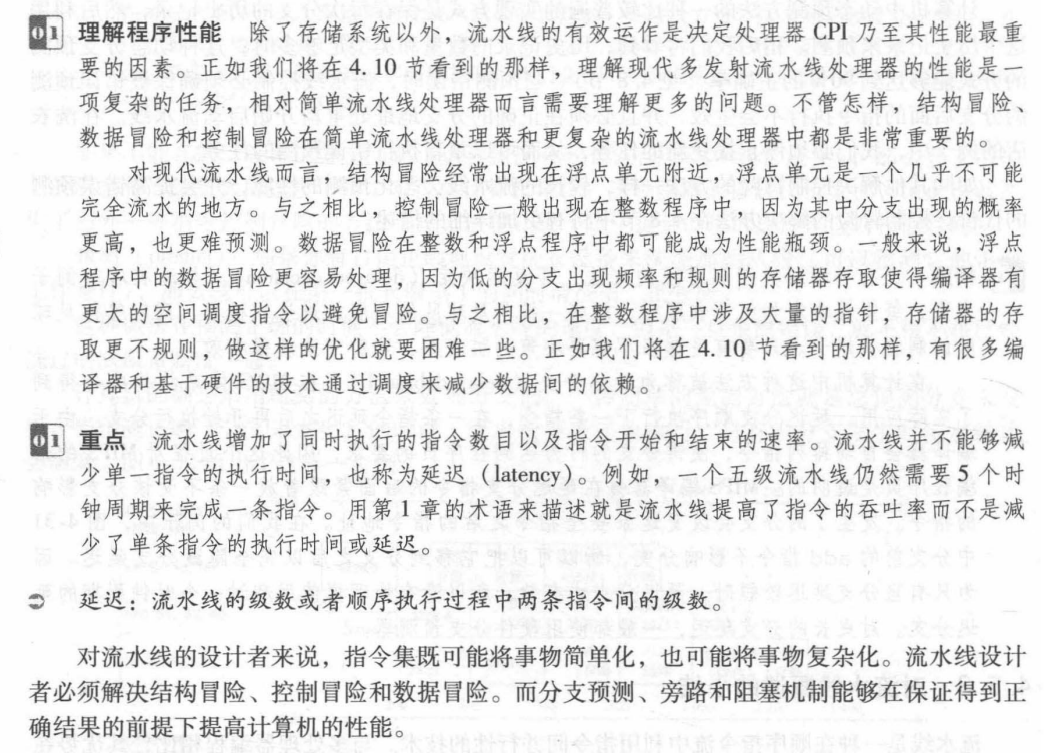 01 理解程序性能 除了存储系统以外，流水线的有效运作是决定处理器 CPI 乃至其性能最重
要的因素。正如我们将在 4.10 节看到的那样，理解现代多发射流水线处理器的性能是一
项复杂的任务，相对简单流水线处理器而言需要理解更多的问题。不管怎样，结构冒险、
数据冒险和控制冒险在简单流水线处理器和更复杂的流水线处理器中都是非常重要的。
对现代流水线而言，结构冒险经常出现在浮点单元附近，浮点单元是一个几乎不可能
完全流水的地方。与之相比，控制冒险一般出现在整数程序中，因为其中分支出现的概率
更高，也更难预测。数据冒险在整数和浮点程序中都可能成为性能瓶颈。一般来说，浮点
程序中的数据冒险更容易处理，因为低的分支出现频率和规则的存储器存取使得编译器有
更大的空间调度指令以避免冒险。与之相比，在整数程序中涉及大量的指针，存储器的存
取更不规则，做这样的优化就要困难一些。正如我们将在 4.10 节看到的那样，有很多编
译器和基于硬件的技术通过调度来减少数据间的依赖。
01 重点 流水线增加了同时执行的指令数目以及指令开始和结束的速率。流水线并不能够减
少单一指令的执行时间，也称为延迟（latency）。例如，一个五级流水线仍然需要 5 个时
钟周期来完成一条指令。用第 1 章的术语来描述就是流水线提高了指令的吞吐率而不是减
少了单条指令的执行时间或延迟。
延迟：流水线的级数或者顺序执行过程中两条指令间的级数。
对流水线的设计者来说，指令集既可能将事物简单化，也可能将事物复杂化。流水线设计
者必须解决结构冒险、控制冒险和数据冒险。而分支预测、旁路和阻塞机制能够在保证得到正
确结果的前提下提高计算机的性能。